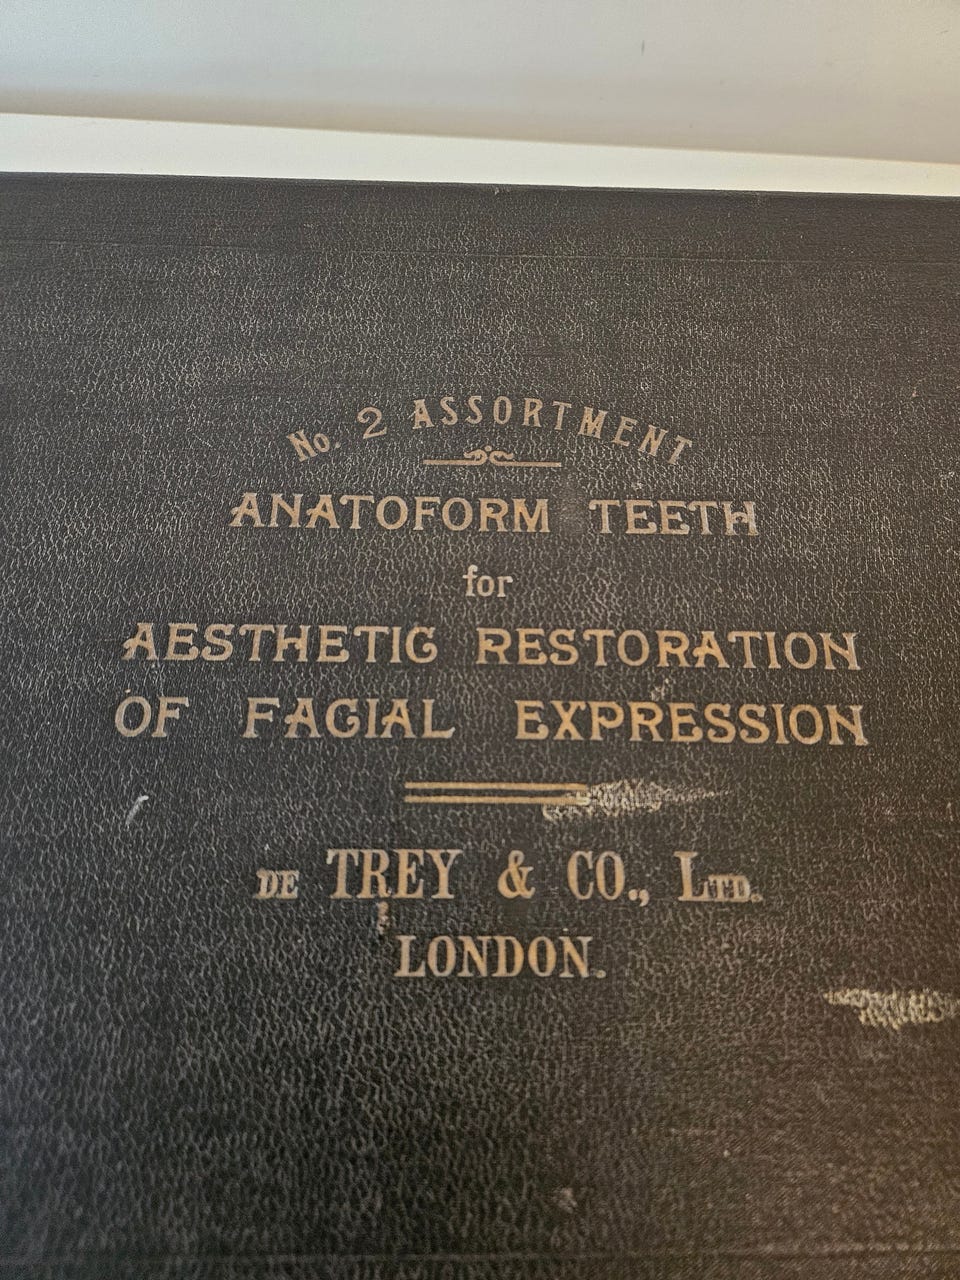 No. 2 ASSORTMENT
ANATOFORM TEETH
for
AESTHETIC RESTORATION
OF FACIAL EXPRESSION
DE TREY & CO., LTD.
LONDON.